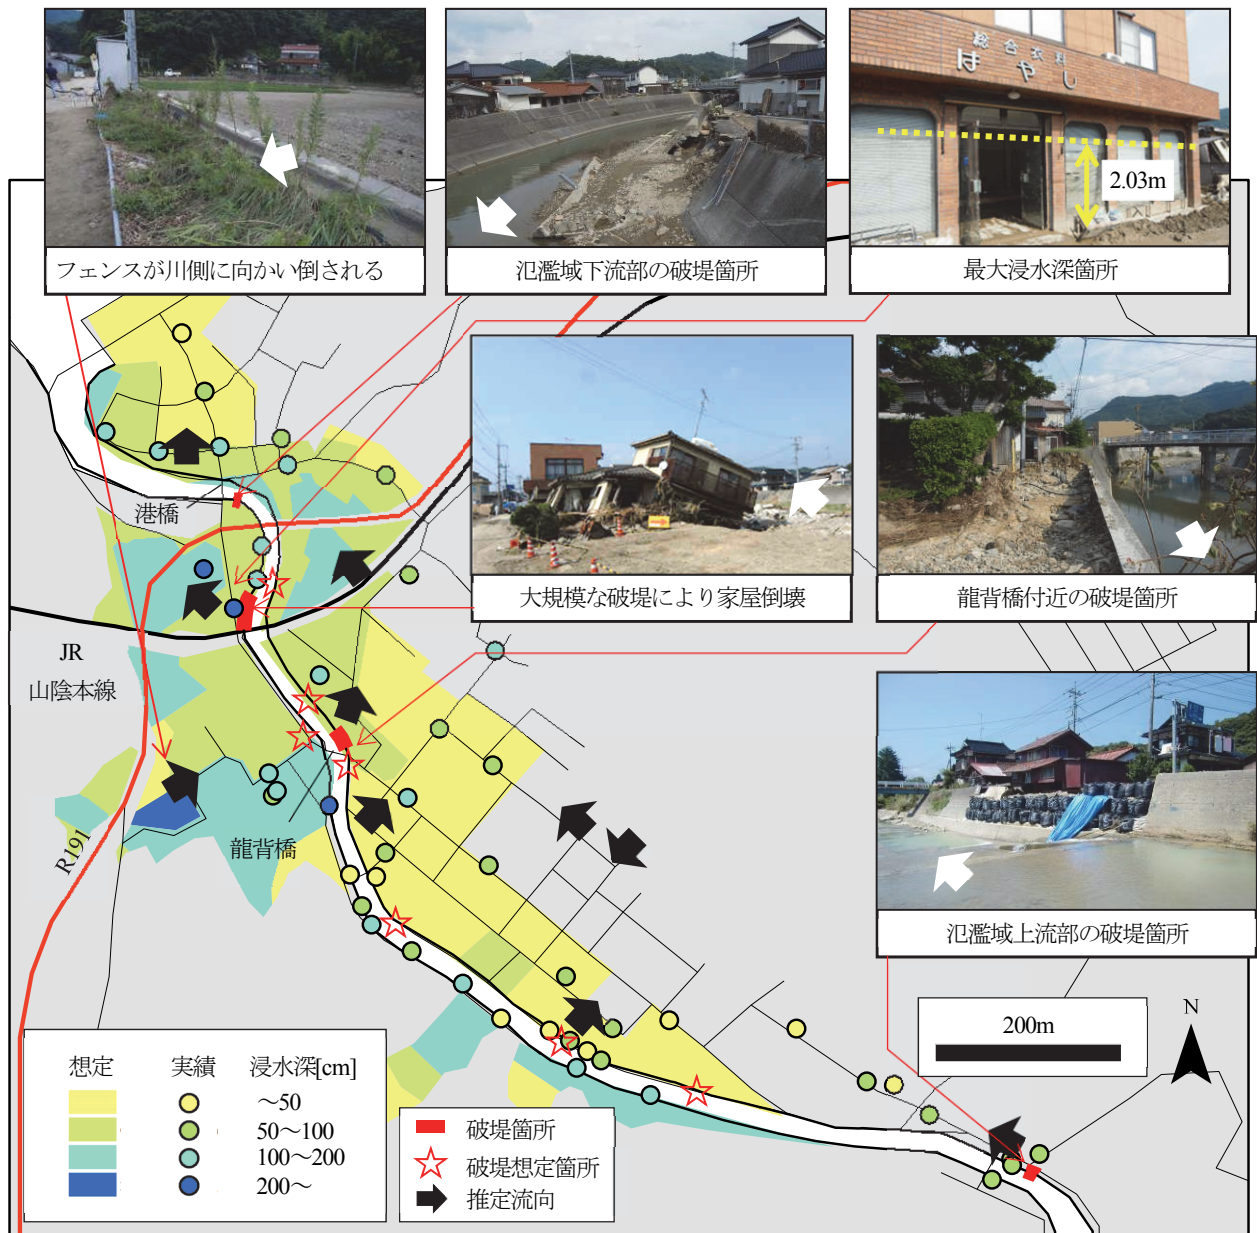 総合衣料
はやし
2.03m
フェンスが川側に向かい倒される
氾濫域下流部の破堤箇所
最大浸水深箇所
大規模な破堤により家屋倒壊
龍背橋付近の破堤箇所
港橋
JR
山陰本線
龍背橋
R191
氾濫域上流部の破堤箇所
200m
N
想定 実績 浸水深[cm]
～50
50～100
100～200
200～
破堤箇所
破堤想定箇所
推定流向